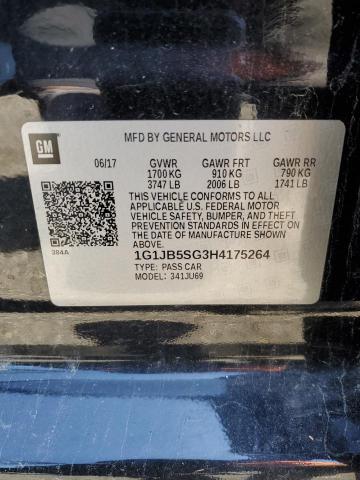 GM
MFD BY GENERAL MOTORS LLC
06/17 GVWR GAWR FRT GAWR RR
1700 KG 910 KG 790 KG
3747 LB 2006 LB 1741 LB
THIS VEHICLE CONFORMS TO ALL
APPLICABLE U.S. FEDERAL MOTOR
VEHICLE SAFETY, BUMPER, AND THEFT
PREVENTION STANDARDS IN EFFECT
ON THE DATE OF MANUFACTURE
SHOWN ABOVE.
384A
1G1JB5SG3H4175264
TYPE: PASS CAR
MODEL: 341JU69